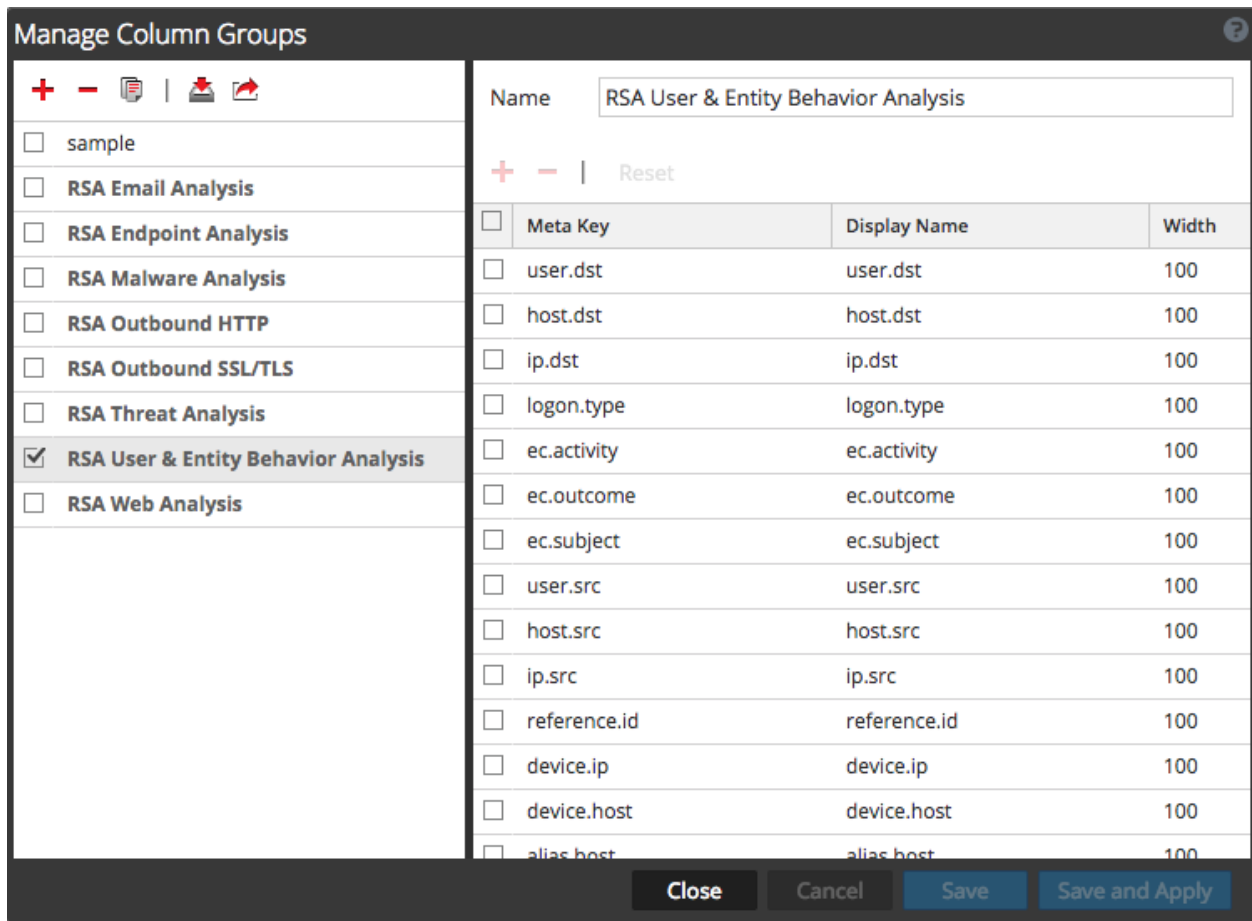 Manage Column Groups
?
sample
RSA Email Analysis
RSA Endpoint Analysis
RSA Malware Analysis
RSA Outbound HTTP
RSA Outbound SSL/TLS
RSA Threat Analysis
RSA User & Entity Behavior Analysis
RSA Web Analysis
Name RSA User & Entity Behavior Analysis
Reset
Meta Key Display Name Width
user.dst user.dst 100
host.dst host.dst 100
ip.dst ip.dst 100
logon.type logon.type 100
ec.activity ec.activity 100
ec.outcome ec.outcome 100
ec.subject ec.subject 100
user.src user.src 100
host.src host.src 100
ip.src ip.src 100
reference.id reference.id 100
device.ip device.ip 100
device.host device.host 100
alias.host alias.host 100
Close Cancel Save Save and Apply